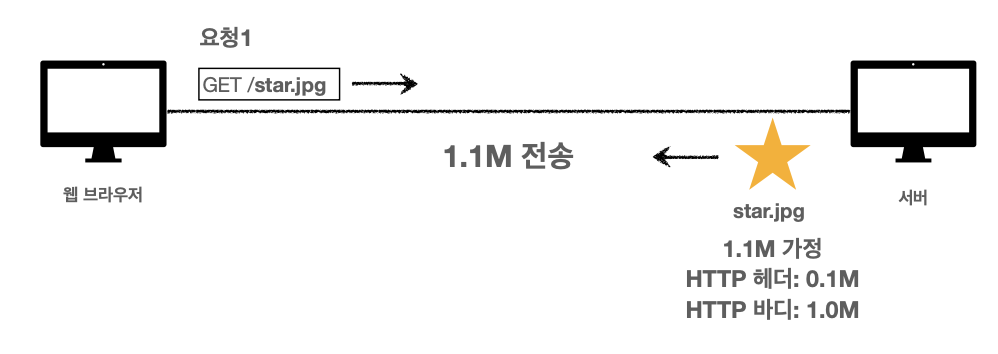 요청1
GET /star.jpg
1.1M 전송
웹 브라우저
서버
star.jpg
1.1M 가정
HTTP 헤더: 0.1M
HTTP 바디: 1.0M